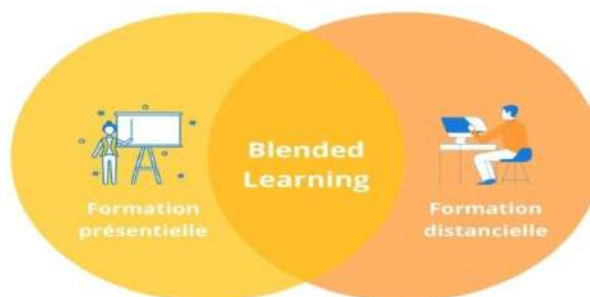 Blended
Learning
Formation
présentielle
Formation
distancielle